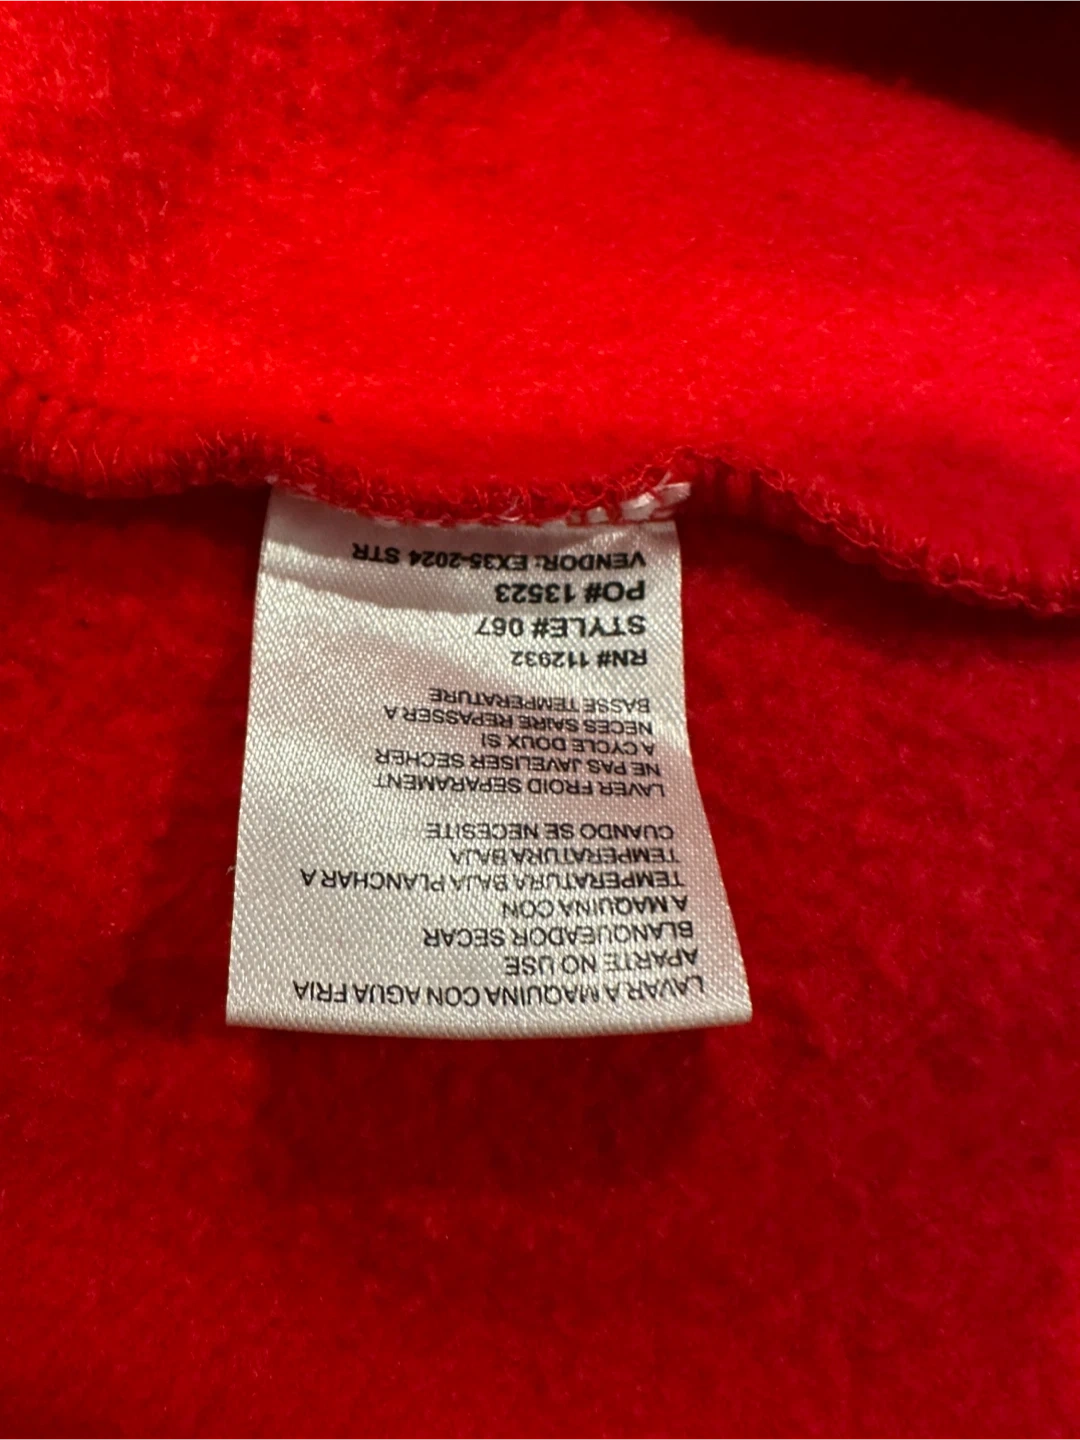 LAVAR A MAQUINA CON AGUA FRIA
APARTE NO USE
BLANQUEADOR SECAR
A MAQUINA CON
TEMPERATURA BAJA PLANCHAR A
TEMPERATURA BAJA
CUANDO SE NECESITE
LAVER FROID SEPARAMENT
NE PAS JAVELISER SECHER
A CYCLE DOUX SI
NECES SAIRE REPASSER A
BASSE TEMPERATURE
RN# 112932
STYLE# 067
PO# 13523
VENDOR: EX35-2024 STR